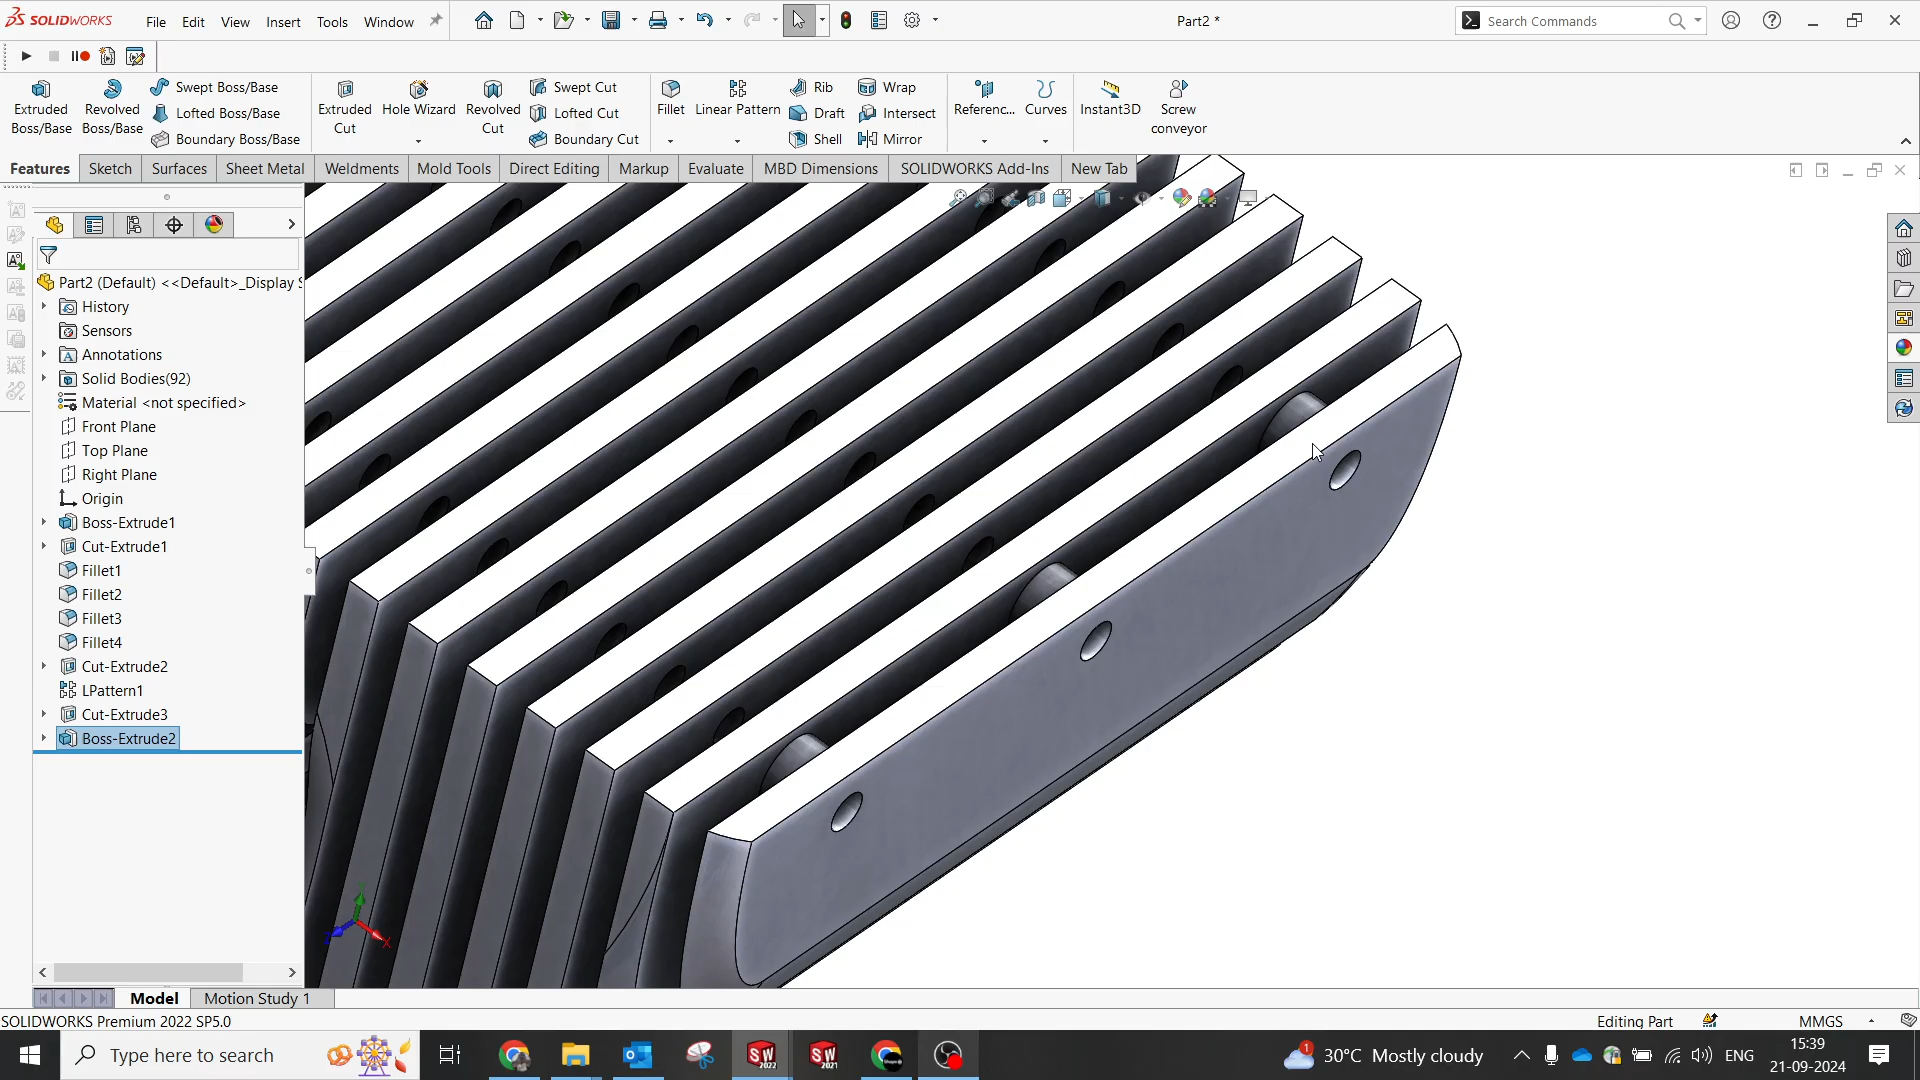 SOLIDWORKS File Edit View Insert Tools Window Part2 * Search Commands
Extruded Boss/Base
Revolved Boss/Base
Swept Boss/Base
Lofted Boss/Base
Boundary Boss/Base
Extruded Cut
Hole Wizard
Revolved Cut
Swept Cut
Lofted Cut
Boundary Cut
Fillet
Linear Pattern
Rib
Draft
Shell
Wrap
Intersect
Mirror
Referenc...
Curves
Instant3D
Screw conveyor
Features Sketch Surfaces Sheet Metal Weldments Mold Tools Direct Editing Markup Evaluate MBD Dimensions SOLIDWORKS Add-Ins New Tab
Part2 (Default) <<Default>_Display S
History
Sensors
Annotations
Solid Bodies(92)
Material <not specified>
Front Plane
Top Plane
Right Plane
Origin
Boss-Extrude1
Cut-Extrude1
Fillet1
Fillet2
Fillet3
Fillet4
Cut-Extrude2
LPattern1
Cut-Extrude3
Boss-Extrude2
Model Motion Study 1
SOLIDWORKS Premium 2022 SP5.0 Editing Part MMGS
Type here to search 30°C Mostly cloudy ENG 15:39
21-09-2024